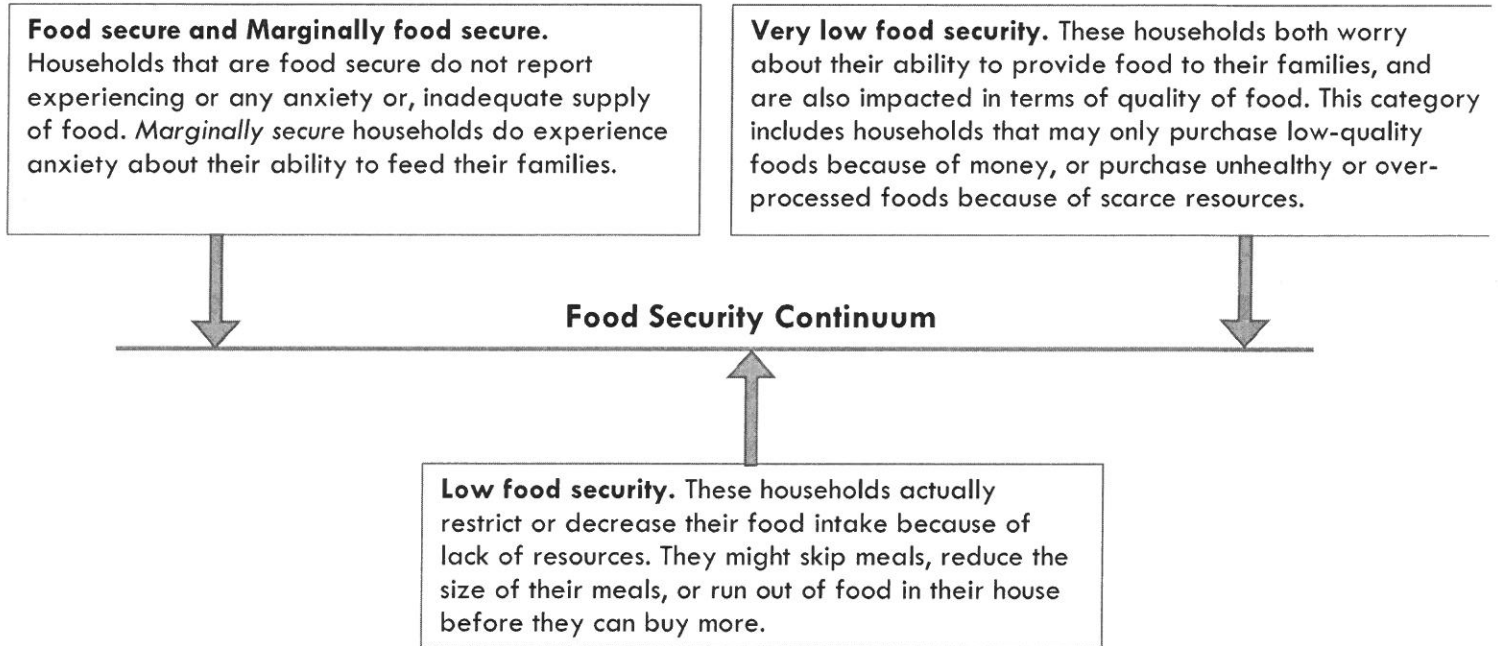 Food secure and Marginally food secure.
Households that are food secure do not report
experiencing or any anxiety or, inadequate supply
of food. Marginally secure households do experience
anxiety about their ability to feed their families.
Very low food security. These households both worry
about their ability to provide food to their families, and
are also impacted in terms of quality of food. This category
includes households that may only purchase low-quality
foods because of money, or purchase unhealthy or over-
processed foods because of scarce resources.
Food Security Continuum
Low food security. These households actually
restrict or decrease their food intake because of
lack of resources. They might skip meals, reduce the
size of their meals, or run out of food in their house
before they can buy more.